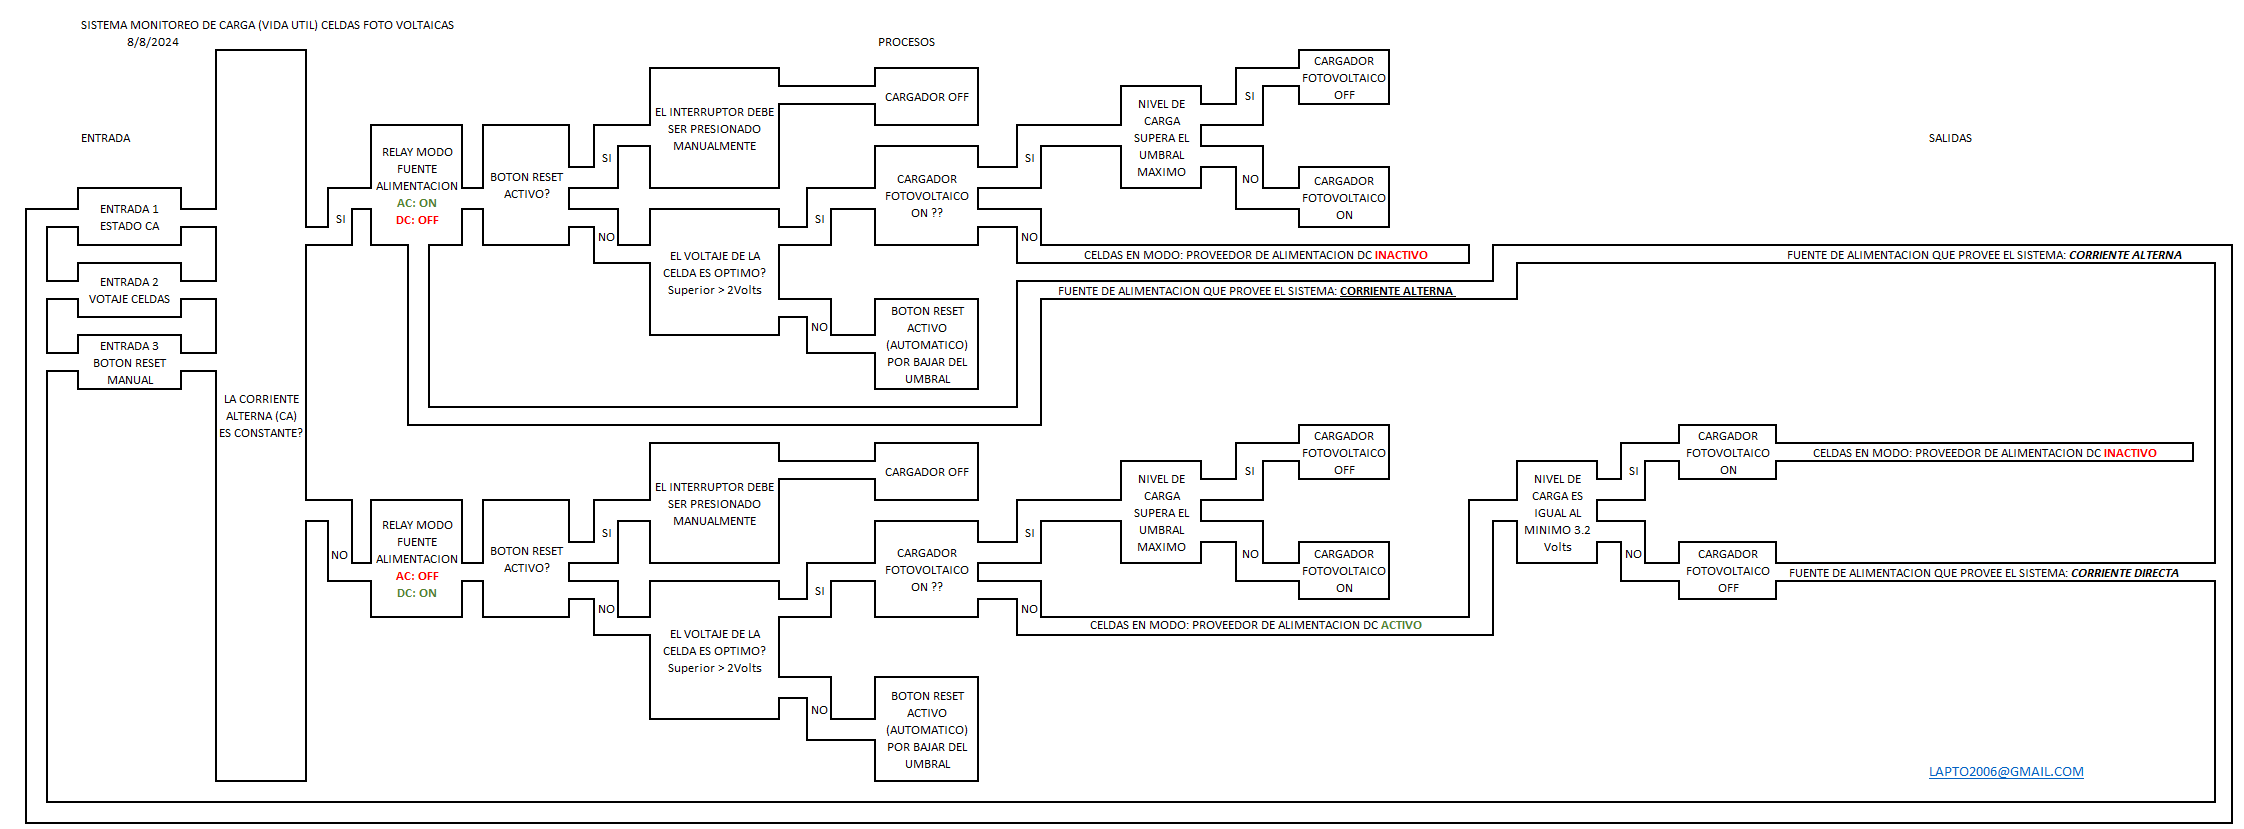 SISTEMA MONITOREO DE CARGA (VIDA UTIL) CELDAS FOTO VOLTAICAS
8/8/2024
PROCESOS
ENTRADA
SALIDAS
ENTRADA 1
ESTADO CA
ENTRADA 2
VOTAJE CELDAS
ENTRADA 3
BOTON RESET
MANUAL
LA CORRIENTE
ALTERNA (CA)
ES CONSTANTE?
SI
RELAY MODO
FUENTE
ALIMENTACION
AC: ON
DC: OFF
BOTON RESET
ACTIVO?
SI
EL INTERRUPTOR DEBE
SER PRESIONADO
MANUALMENTE
CARGADOR OFF
NO
EL VOLTAJE DE LA
CELDA ES OPTIMO?
Superior > 2Volts
SI
CARGADOR
FOTOVOLTAICO
ON ??
NO
BOTON RESET
ACTIVO
(AUTOMATICO)
POR BAJAR DEL
UMBRAL
SI
NIVEL DE
CARGA
SUPERA EL
UMBRAL
MAXIMO
SI
CARGADOR
FOTOVOLTAICO
OFF
NO
CARGADOR
FOTOVOLTAICO
ON
NO
CELDAS EN MODO: PROVEEDOR DE ALIMENTACION DC INACTIVO
FUENTE DE ALIMENTACION QUE PROVEE EL SISTEMA: CORRIENTE ALTERNA
FUENTE DE ALIMENTACION QUE PROVEE EL SISTEMA: CORRIENTE ALTERNA
NO
RELAY MODO
FUENTE
ALIMENTACION
AC: OFF
DC: ON
BOTON RESET
ACTIVO?
SI
EL INTERRUPTOR DEBE
SER PRESIONADO
MANUALMENTE
CARGADOR OFF
NO
EL VOLTAJE DE LA
CELDA ES OPTIMO?
Superior > 2Volts
SI
CARGADOR
FOTOVOLTAICO
ON ??
NO
BOTON RESET
ACTIVO
(AUTOMATICO)
POR BAJAR DEL
UMBRAL
SI
NIVEL DE
CARGA
SUPERA EL
UMBRAL
MAXIMO
SI
CARGADOR
FOTOVOLTAICO
OFF
NO
CARGADOR
FOTOVOLTAICO
ON
NO
CELDAS EN MODO: PROVEEDOR DE ALIMENTACION DC ACTIVO
NIVEL DE
CARGA ES
IGUAL AL
MINIMO 3.2
Volts
SI
CARGADOR
FOTOVOLTAICO
ON
CELDAS EN MODO: PROVEEDOR DE ALIMENTACION DC INACTIVO
NO
CARGADOR
FOTOVOLTAICO
OFF
FUENTE DE ALIMENTACION QUE PROVEE EL SISTEMA: CORRIENTE DIRECTA
LAPTO2006@GMAIL.COM